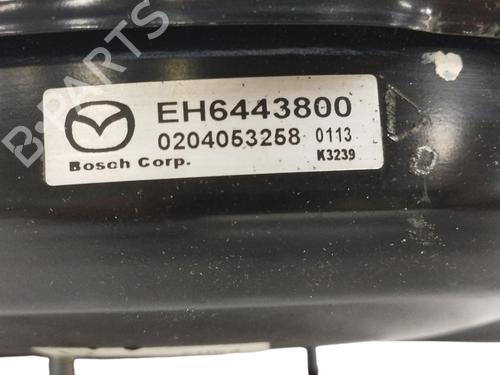 EH6443800
0204053258 0113
Bosch Corp. K3239
B-PARTS